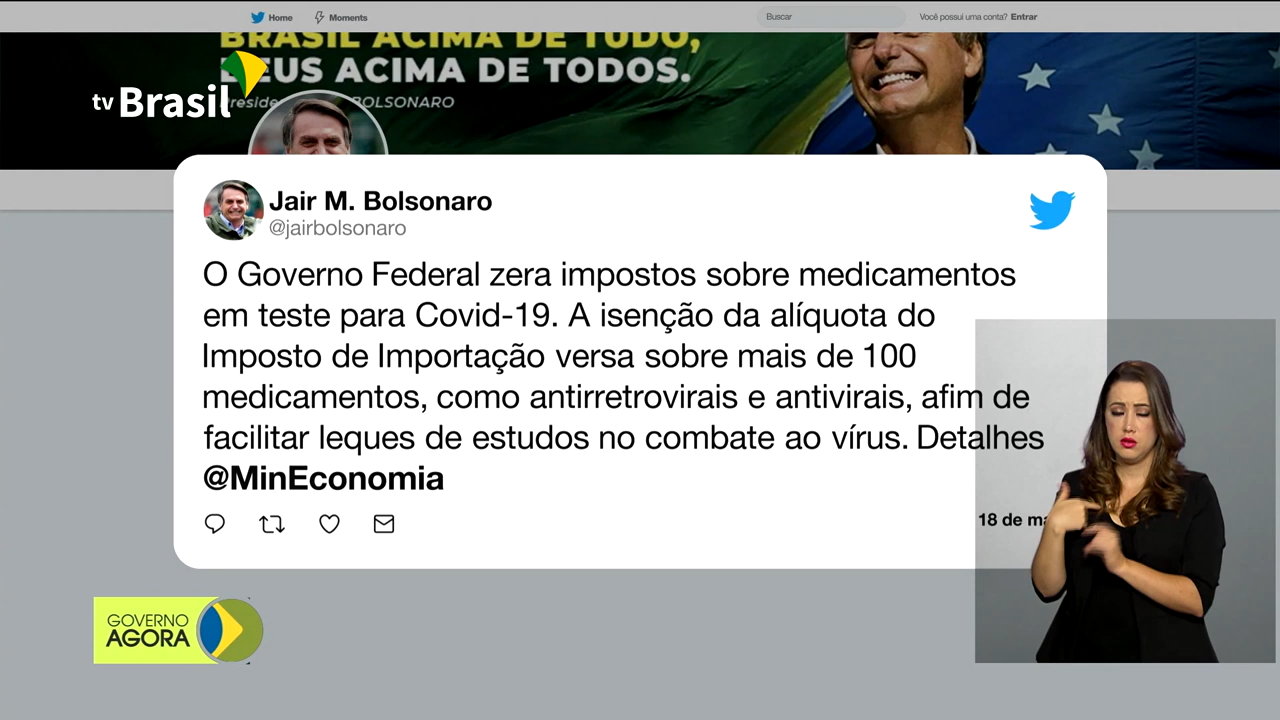 Home
Moments
Buscar
Você possui uma conta? Entrar
BRASIL ACIMA DE TUDO,
DEUS ACIMA DE TODOS.
BOLSONARO
tv Brasil
Jair M. Bolsonaro
@jairbolsonaro
O Governo Federal zera impostos sobre medicamentos
em teste para Covid-19. A isenção da alíquota do
Imposto de Importação versa sobre mais de 100
medicamentos, como antirretrovirais e antivirais, afim de
facilitar leques de estudos no combate ao vírus. Detalhes
@MinEconomia
18 de
GOVERNO
AGORA